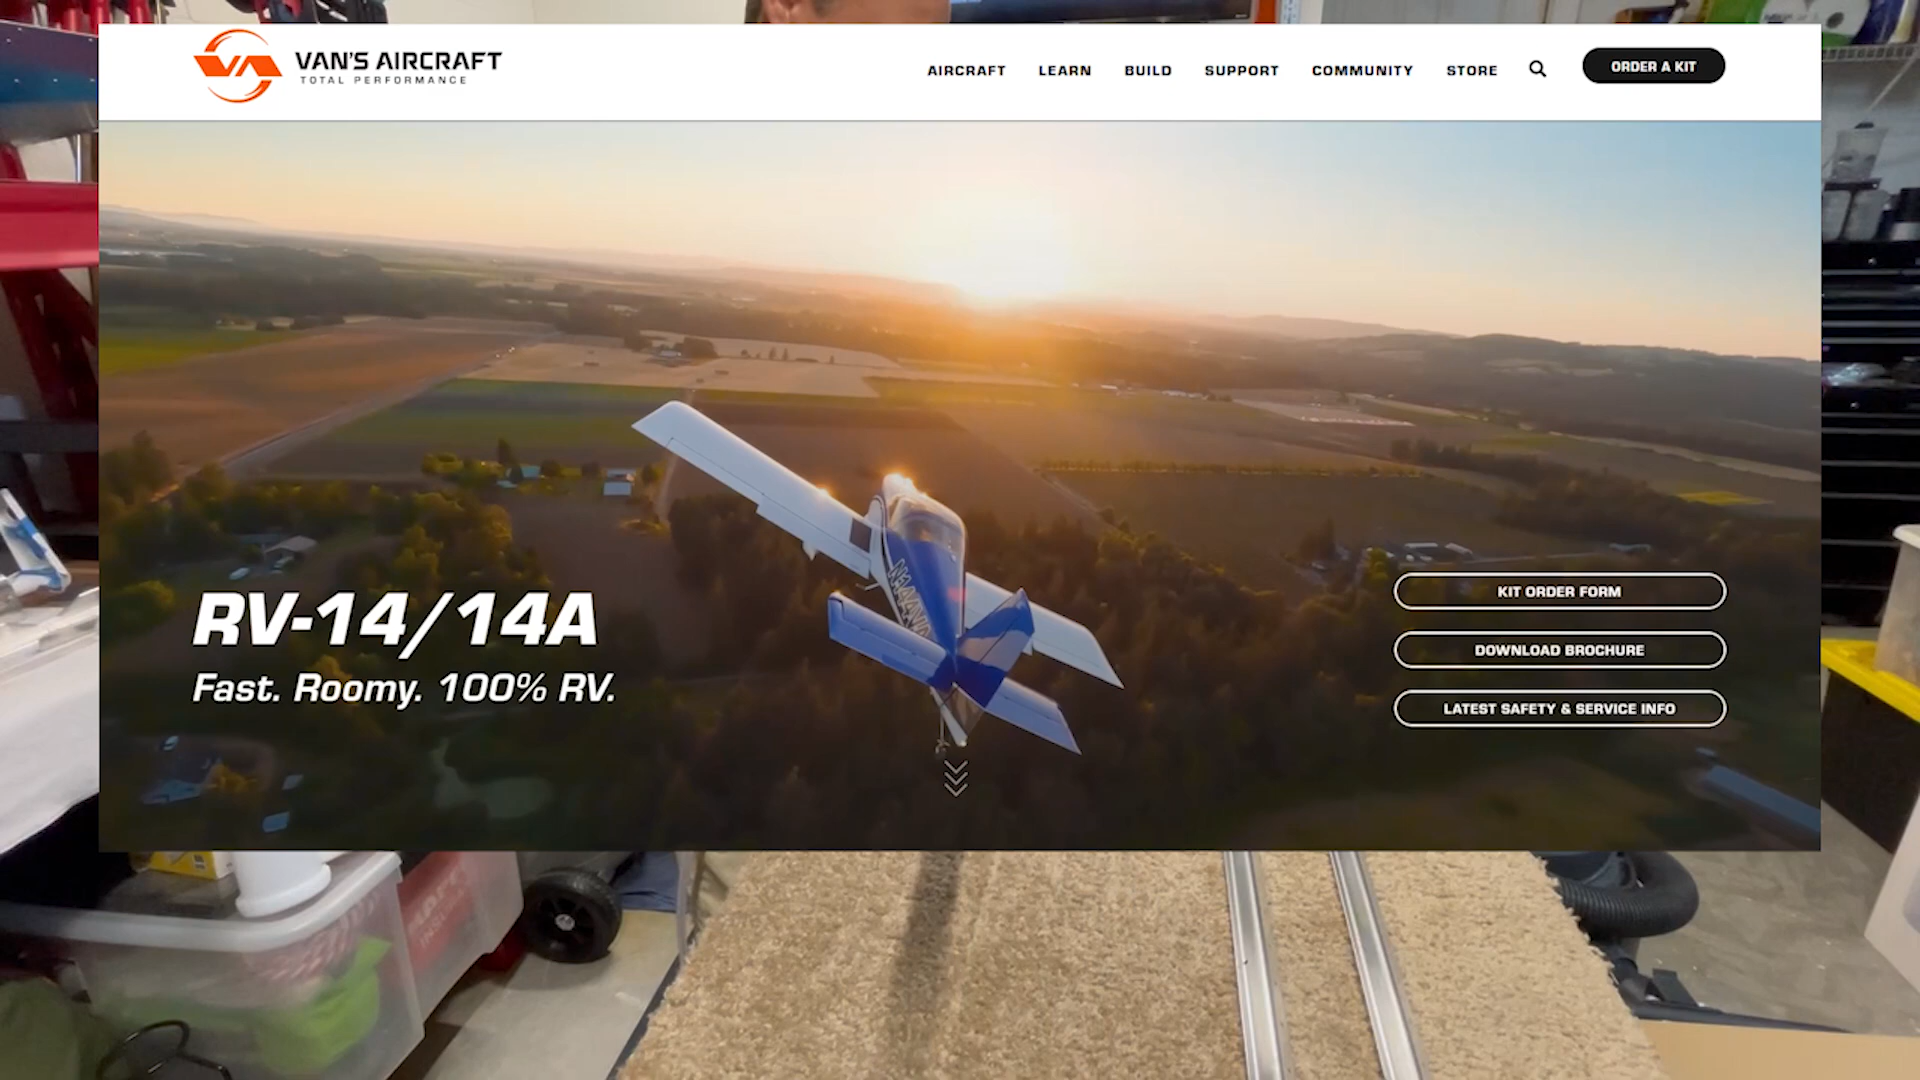 VAN'S AIRCRAFT
TOTAL PERFORMANCE
AIRCRAFT LEARN BUILD SUPPORT COMMUNITY STORE
ORDER A KIT
RV-14/14A
Fast. Roomy. 100% RV.
KIT ORDER FORM
DOWNLOAD BROCHURE
LATEST SAFETY & SERVICE INFO